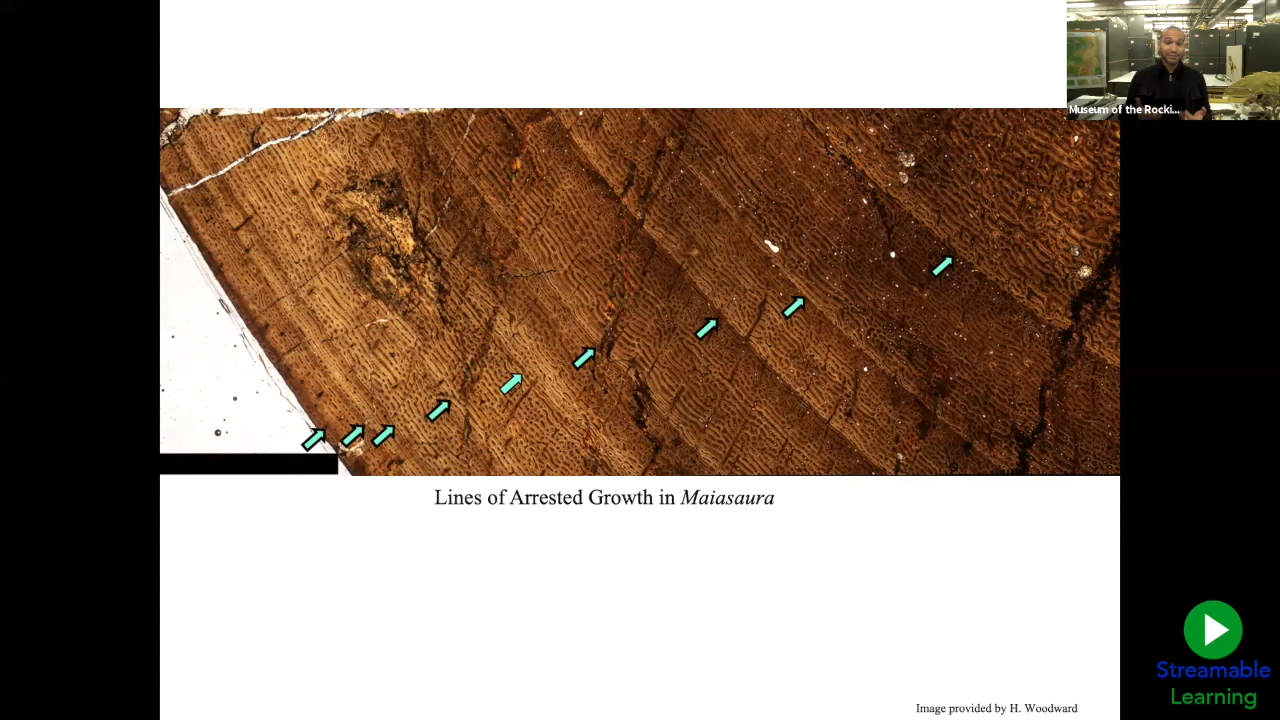 Museum of the Rocki...
Lines of Arrested Growth in Maiasaura
Streamable
Learning
Image provided by H. Woodward